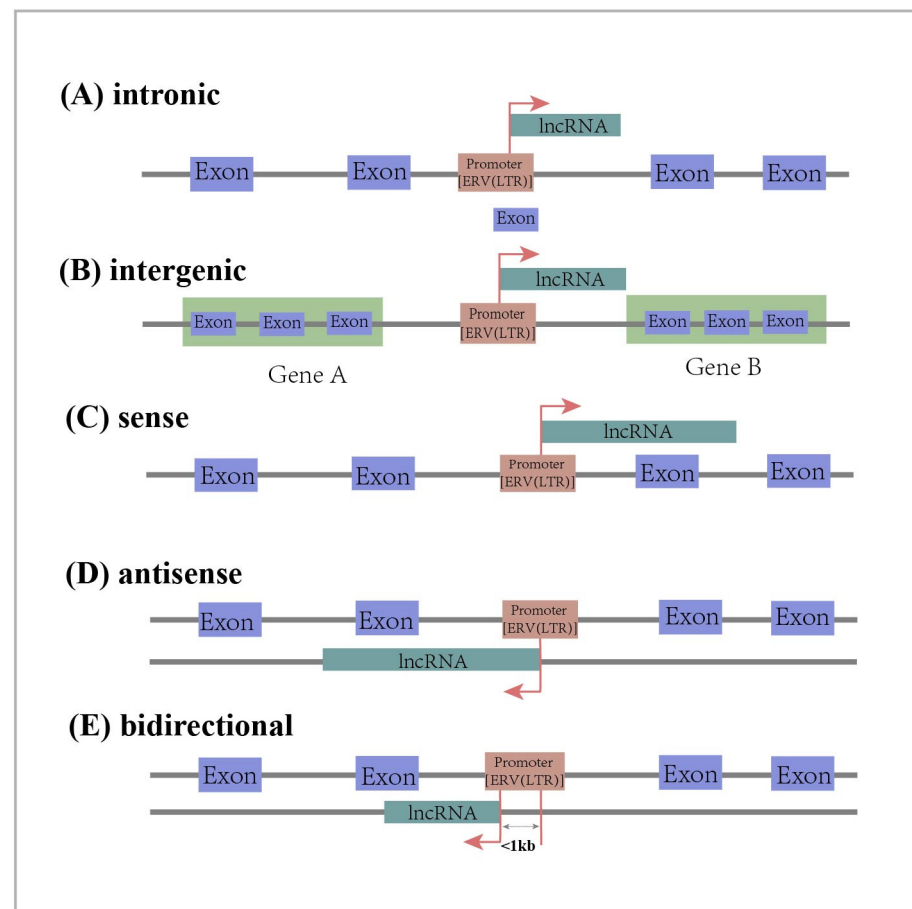 (A) intronic
lncRNA
Exon Exon Promoter Exon Exon
[ERV(LTR)]
Exon
(B) intergenic
lncRNA
Exon Exon Exon Promoter Exon Exon Exon
[ERV(LTR)]
Gene A Gene B
(C) sense
lncRNA
Exon Exon Promoter Exon Exon
[ERV(LTR)]
(D) antisense
Exon Exon Promoter Exon Exon
[ERV(LTR)]
lncRNA
(E) bidirectional
Exon Exon Promoter Exon Exon
[ERV(LTR)]
lncRNA
<1kb